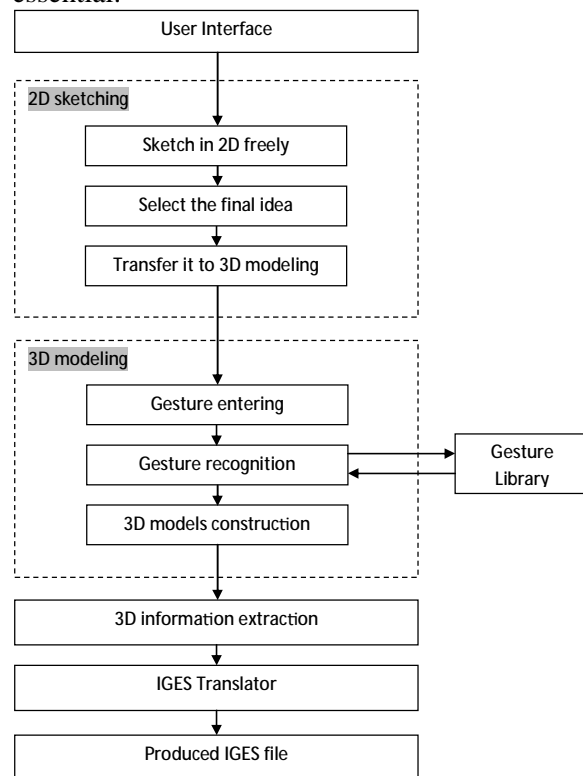 essential.
User Interface
2D sketching
Sketch in 2D freely
Select the final idea
Transfer it to 3D modeling
3D modeling
Gesture entering
Gesture recognition
Gesture
Library
3D models construction
3D information extraction
IGES Translator
Produced IGES file